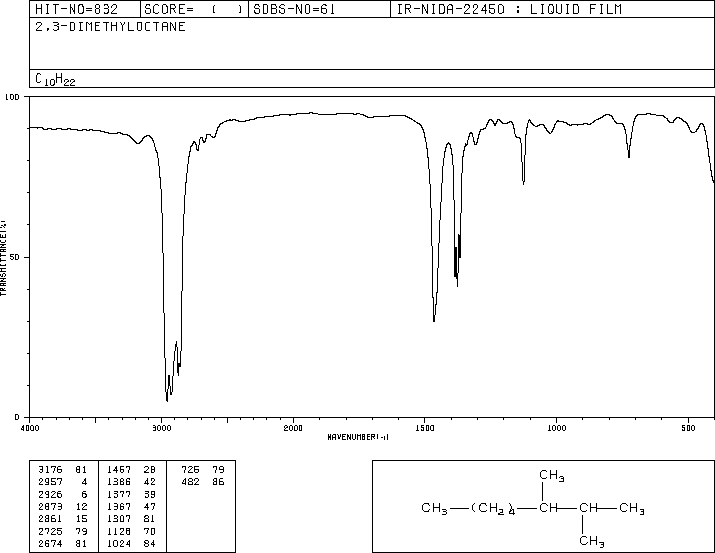 HIT-NO=832 SCORE= ( ) SDBS-NO=61 IR-NIDA-22450 : LIQUID FILM
2,3-DIMETHYLOCTANE
C10H22
100
50
0
TRANSMITTANCE(%)
4000 3000 2000 1500 1000 500
WAVENUMBER(-1)
3176 81 1467 28 725 79
2957 4 1386 42 482 86
2926 6 1377 39
2873 12 1367 47
2861 15 1307 81
2725 79 1128 70
2674 81 1024 84
CH3
CH3—(CH2)4—CH—CH—CH3
CH3